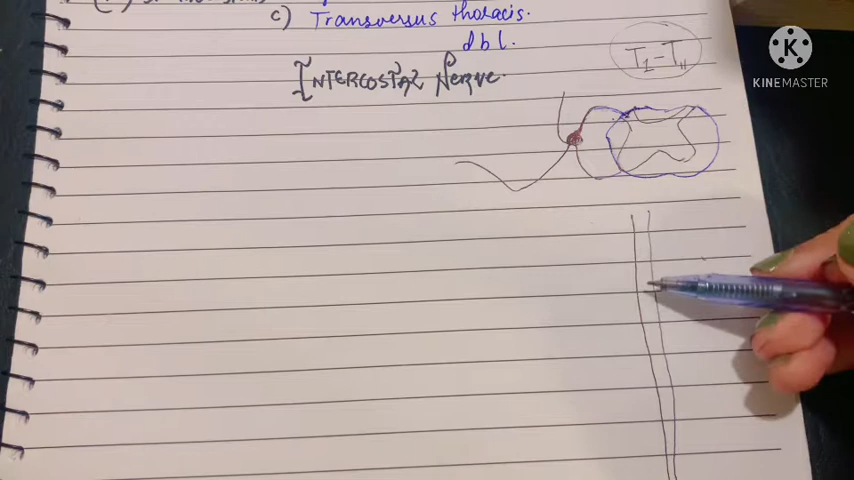 c) Transversus thoracis.
dbl.
T1-T11
INTERCOSTAL Nerve.
K
KINEMASTER